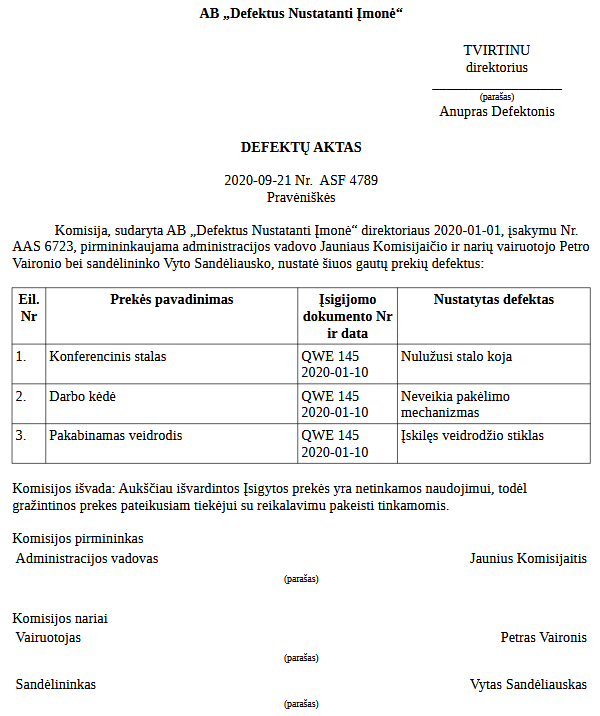 AB „Defektus Nustatanti Įmonė“
TVIRTINU
direktorius
(parašas)
Anupras Defektonis
DEFEKTŲ AKTAS
2020-09-21 Nr. ASF 4789
Pravėniškės
Komisija, sudaryta AB „Defektus Nustatanti Įmonė“ direktoriaus 2020-01-01, įsakymu Nr.
AAS 6723, pirmininkaujama administracijos vadovo Jauniaus Komisijaičio ir narių vairuotojo Petro
Vaironio bei sandėlininko Vyto Sandėliausko, nustatė šiuos gautų prekių defektus:
Eil. Nr Prekės pavadinimas Įsigijimo dokumento Nr ir data Nustatytas defektas
1. Konferencinis stalas QWE 145 2020-01-10 Nulužusi stalo koja
2. Darbo kėdė QWE 145 2020-01-10 Neveikia pakėlimo mechanizmas
3. Pakabinamas veidrodis QWE 145 2020-01-10 Įskilęs veidrodžio stiklas
Komisijos išvada: Aukščiau išvardintos Įsigytos prekės yra netinkamos naudojimui, todėl
gražintinos prekes pateikusiam tiekėjui su reikalavimu pakeisti tinkamomis.
Komisijos pirmininkas
Administracijos vadovas Jaunius Komisijaitis
(parašas)
Komisijos nariai
Vairuotojas Petras Vaironis
(parašas)
Sandėlininkas Vytas Sandėliauskas
(parašas)